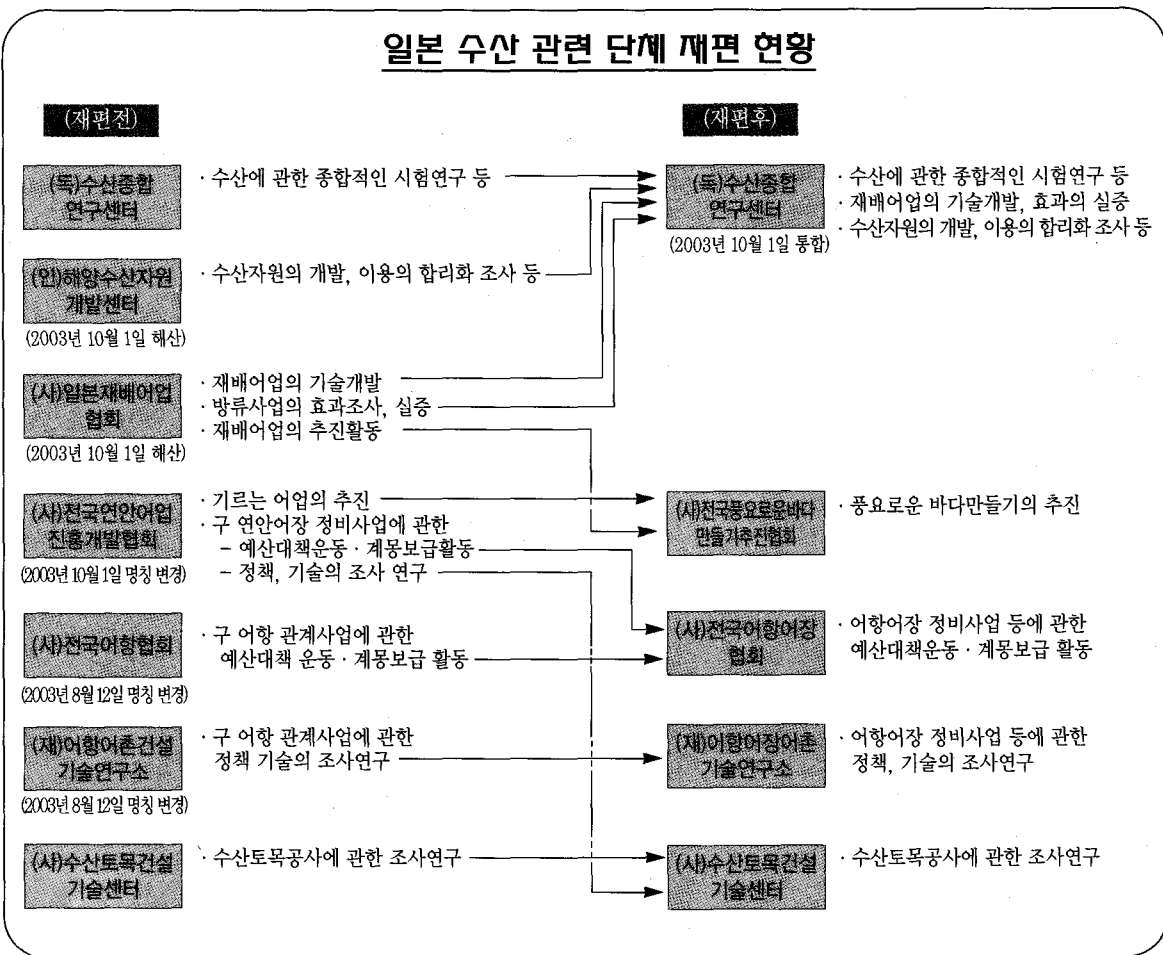 일본 수산 관련 단체 재편 현황
(재편전)
(재편후)
(독)수산종합
연구센터
· 수산에 관한 종합적인 시험연구 등
(독)수산종합
연구센터
(2003년 10월 1일 통합)
· 수산에 관한 종합적인 시험연구 등
· 재배어업의 기술개발, 효과의 실증
· 수산자원의 개발, 이용의 합리화 조사 등
(인)해양수산자원
개발센터
(2003년 10월 1일 해산)
· 수산자원의 개발, 이용의 합리화 조사 등
(사)일본재배어업
협회
(2003년 10월 1일 해산)
· 재배어업의 기술개발
· 방류사업의 효과조사, 실증
· 재배어업의 추진활동
(사)전국연안어업
진흥개발협회
(2003년 10월 1일 명칭 변경)
· 기르는 어업의 추진
· 구 연안어장 정비사업에 관한
- 예산대책운동 · 계몽보급활동
- 정책, 기술의 조사 연구
(사)전국풍요로운바다
만들기추진협회
· 풍요로운 바다만들기의 추진
(사)전국어항협회
(2003년 8월 12일 명칭 변경)
· 구 어항 관계사업에 관한
예산대책 운동 · 계몽보급 활동
(사)전국어항어장
협회
· 어항어장 정비사업 등에 관한
예산대책운동 · 계몽보급 활동
(재)어항어촌건설
기술연구소
(2003년 8월 12일 명칭 변경)
· 구 어항 관계사업에 관한
정책 기술의 조사연구
(재)어항어장어촌
기술연구소
· 어항어장 정비사업 등에 관한
정책, 기술의 조사연구
(사)수산토목건설
기술센터
· 수산토목공사에 관한 조사연구
(사)수산토목건설
기술센터
· 수산토목공사에 관한 조사연구